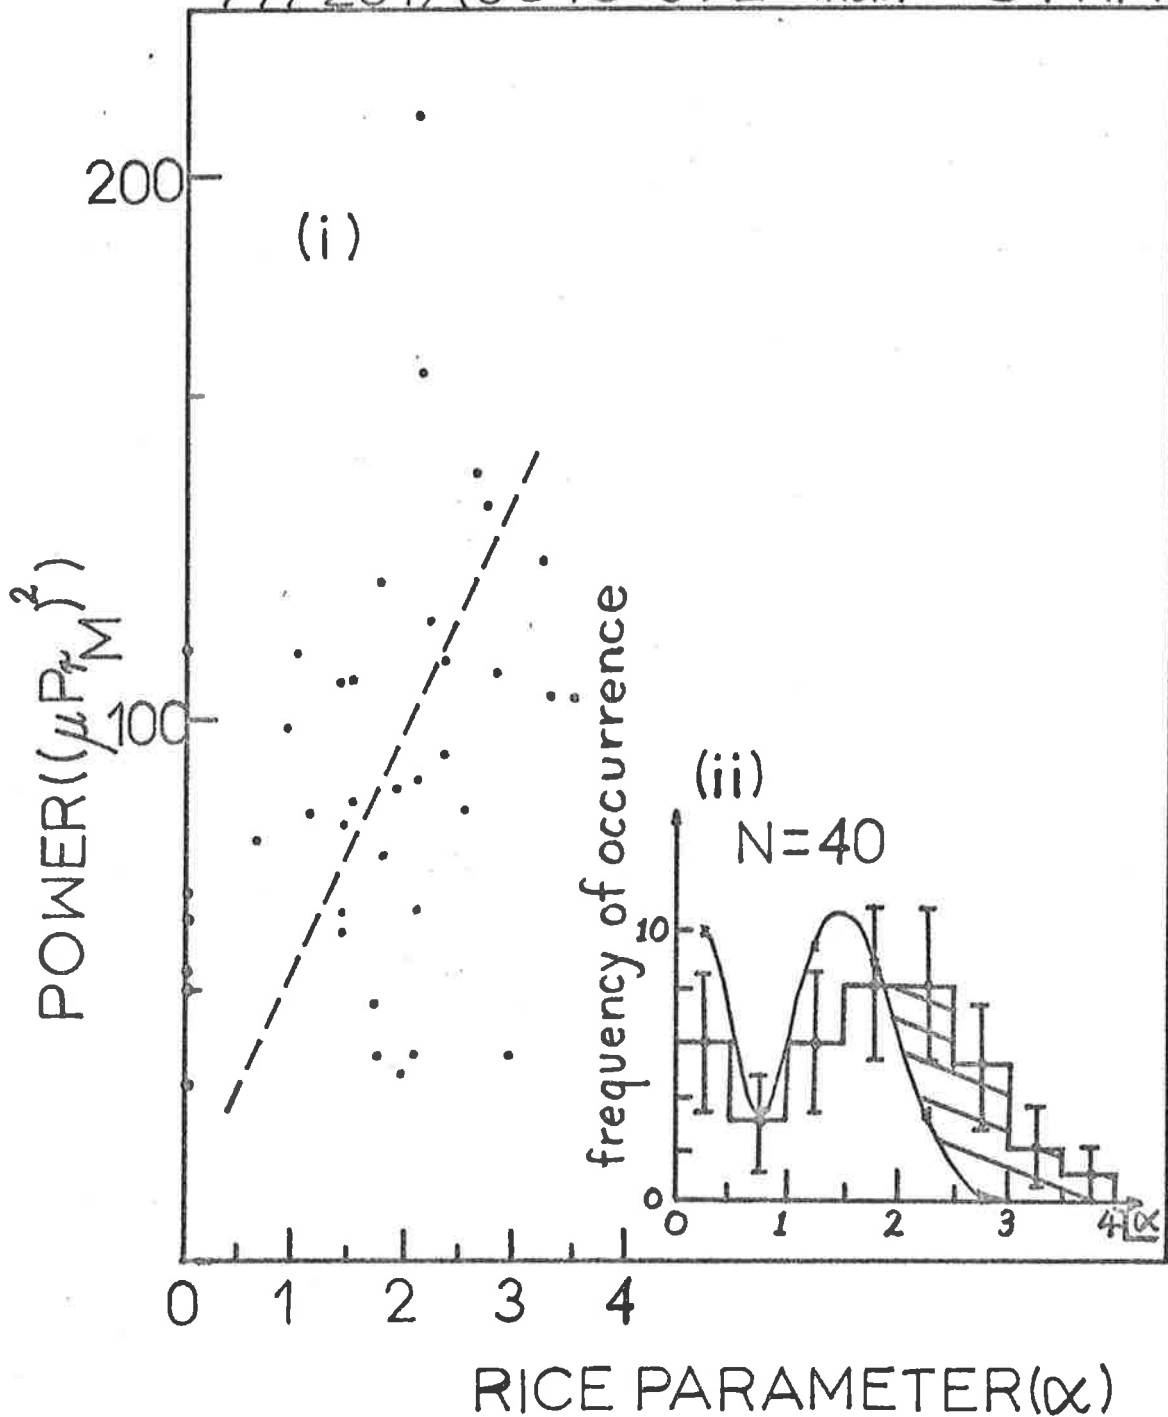 200
(i)
100
POWER((μPrM²))
0 1 2 3 4
RICE PARAMETER(α)
(ii)
N=40
frequency of occurrence
10
0
0 1 2 3 4 α